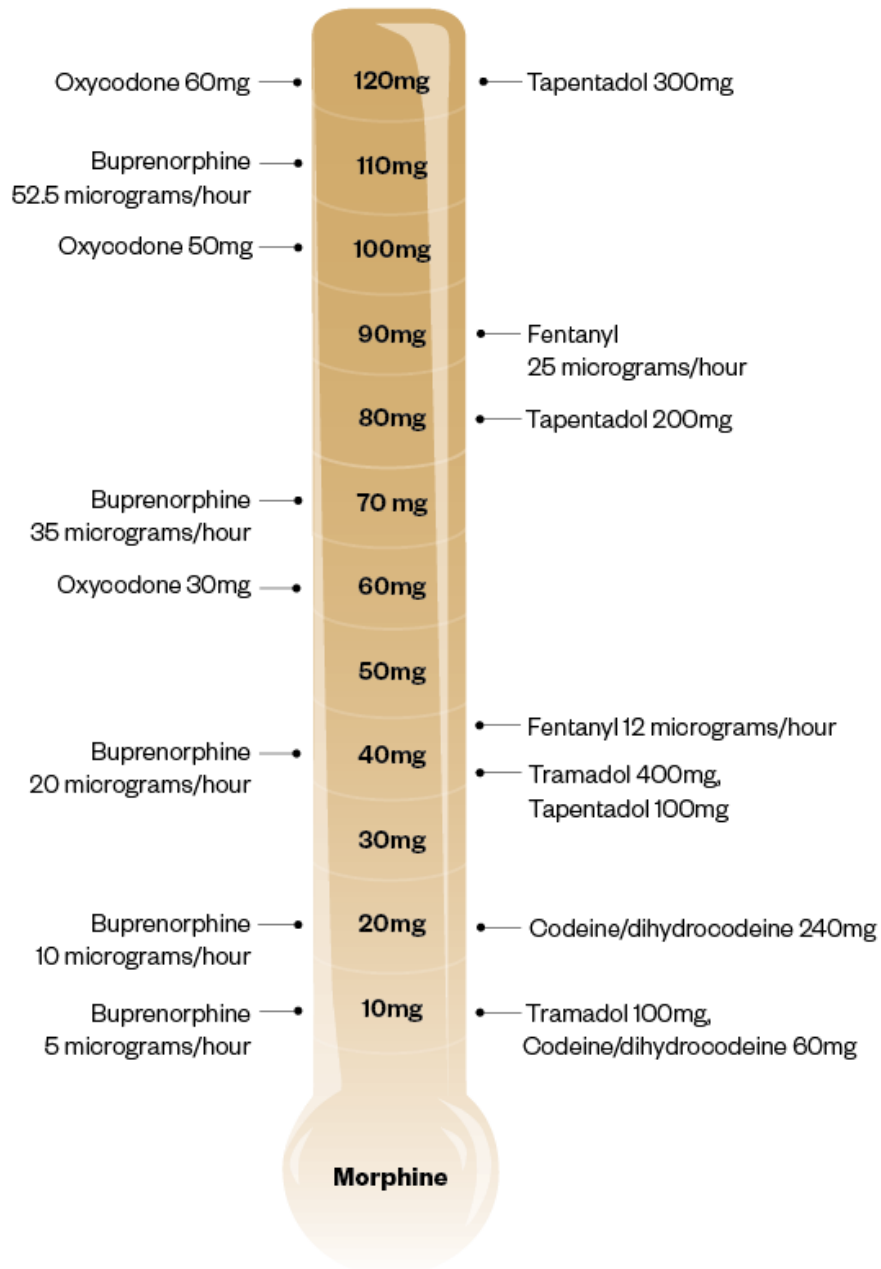 Oxycodone 60mg
120mg
Tapentadol 300mg
Buprenorphine
52.5 micrograms/hour
110mg
Oxycodone 50mg
100mg
90mg
Fentanyl
25 micrograms/hour
80mg
Tapentadol 200mg
Buprenorphine
35 micrograms/hour
70 mg
Oxycodone 30mg
60mg
50mg
Fentanyl 12 micrograms/hour
Buprenorphine
20 micrograms/hour
40mg
Tramadol 400mg,
Tapentadol 100mg
30mg
Buprenorphine
10 micrograms/hour
20mg
Codeine/dihydrocodeine 240mg
Buprenorphine
5 micrograms/hour
10mg
Tramadol 100mg,
Codeine/dihydrocodeine 60mg
Morphine